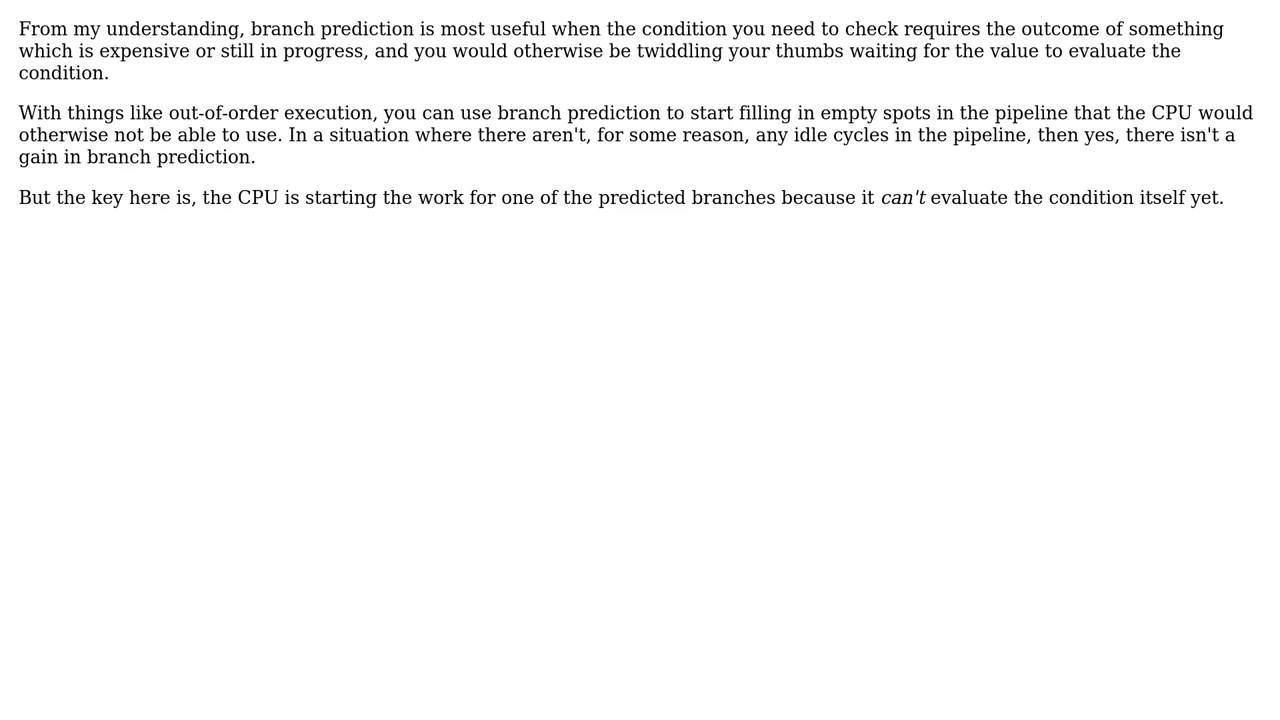 From my understanding, branch prediction is most useful when the condition you need to check requires the outcome of something
which is expensive or still in progress, and you would otherwise be twiddling your thumbs waiting for the value to evaluate the
condition.
With things like out-of-order execution, you can use branch prediction to start filling in empty spots in the pipeline that the CPU would
otherwise not be able to use. In a situation where there aren't, for some reason, any idle cycles in the pipeline, then yes, there isn't a
gain in branch prediction.
But the key here is, the CPU is starting the work for one of the predicted branches because it can't evaluate the condition itself yet.